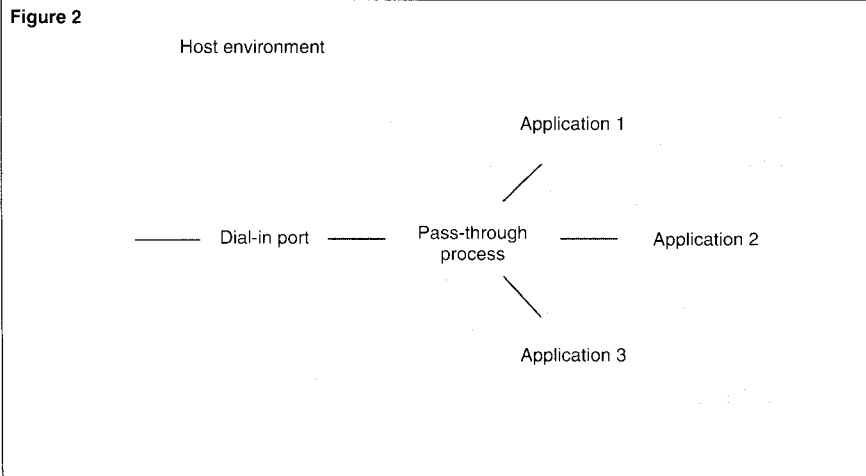 Figure 2
Host environment
Application 1
Dial-in port
Pass-through
process
Application 2
Application 3